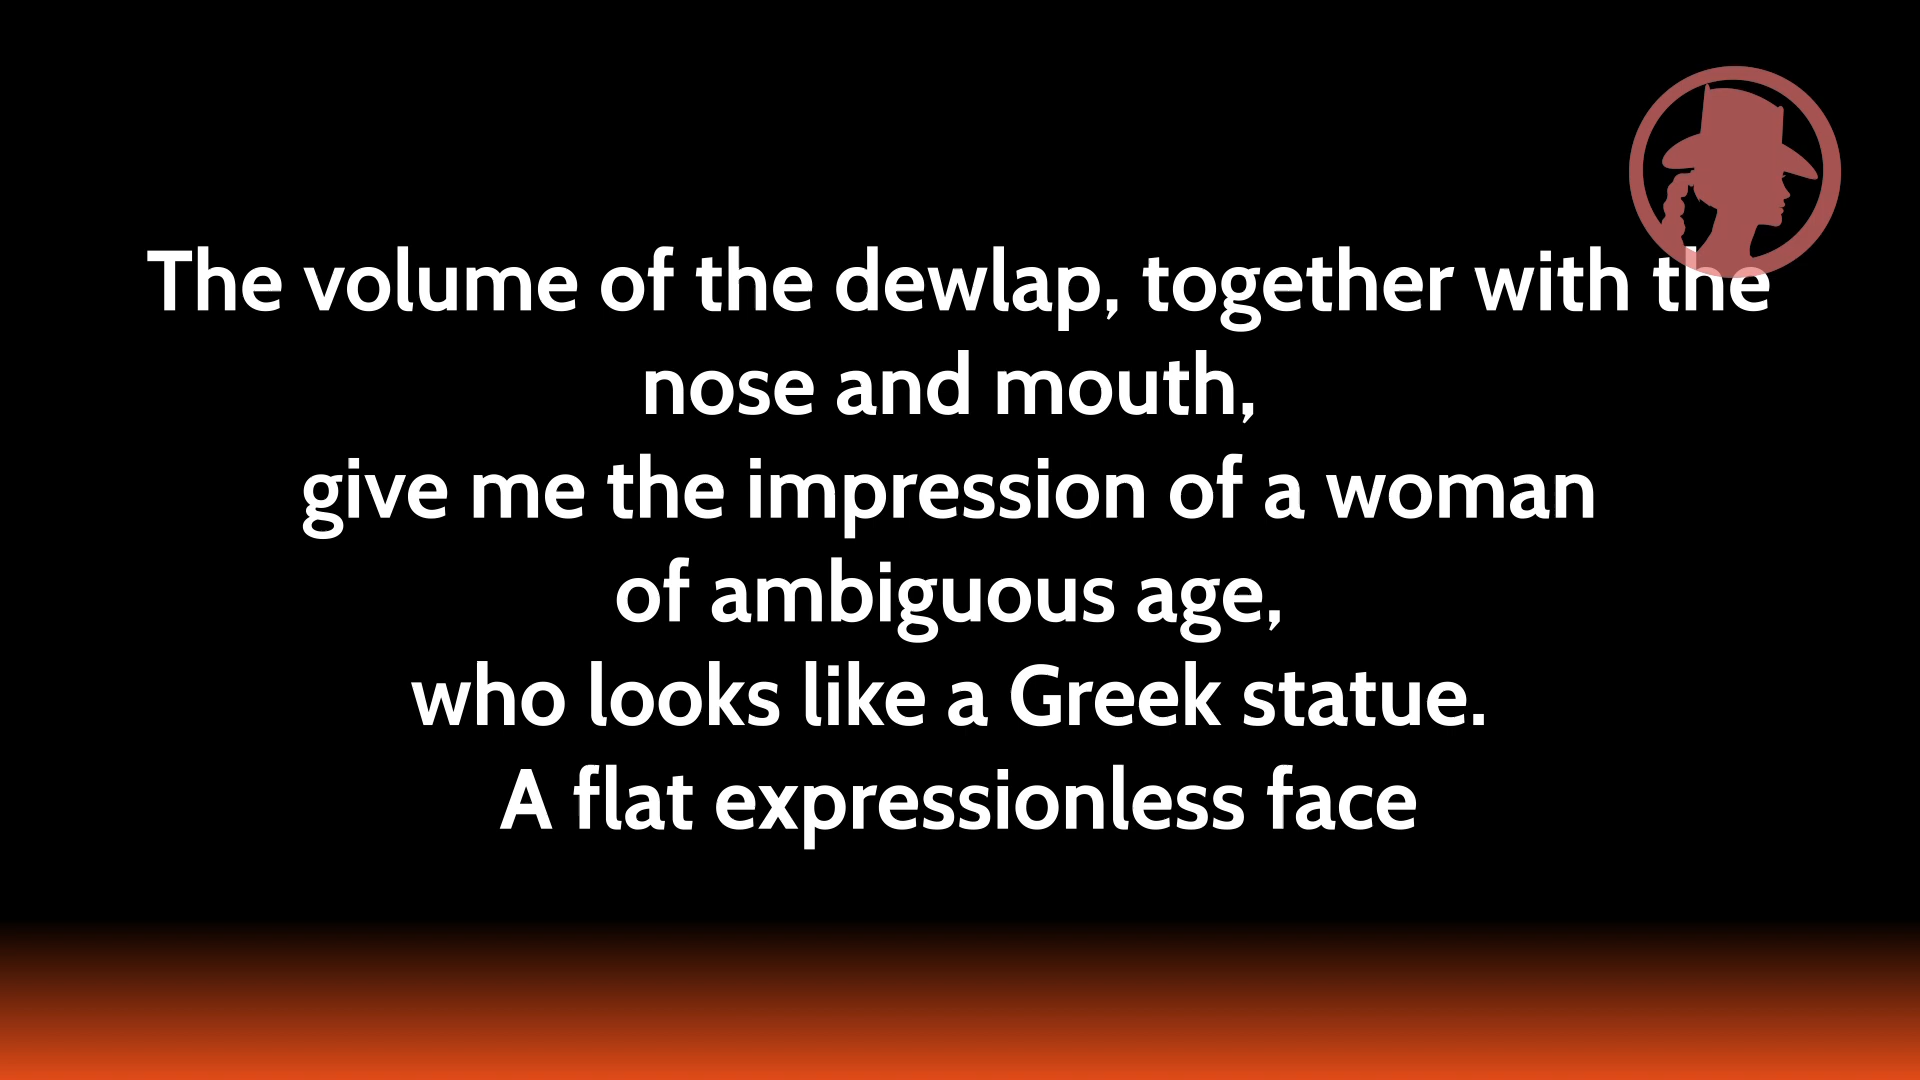 The volume of the dewlap, together with the
nose and mouth,
give me the impression of a woman
of ambiguous age,
who looks like a Greek statue.
A flat expressionless face